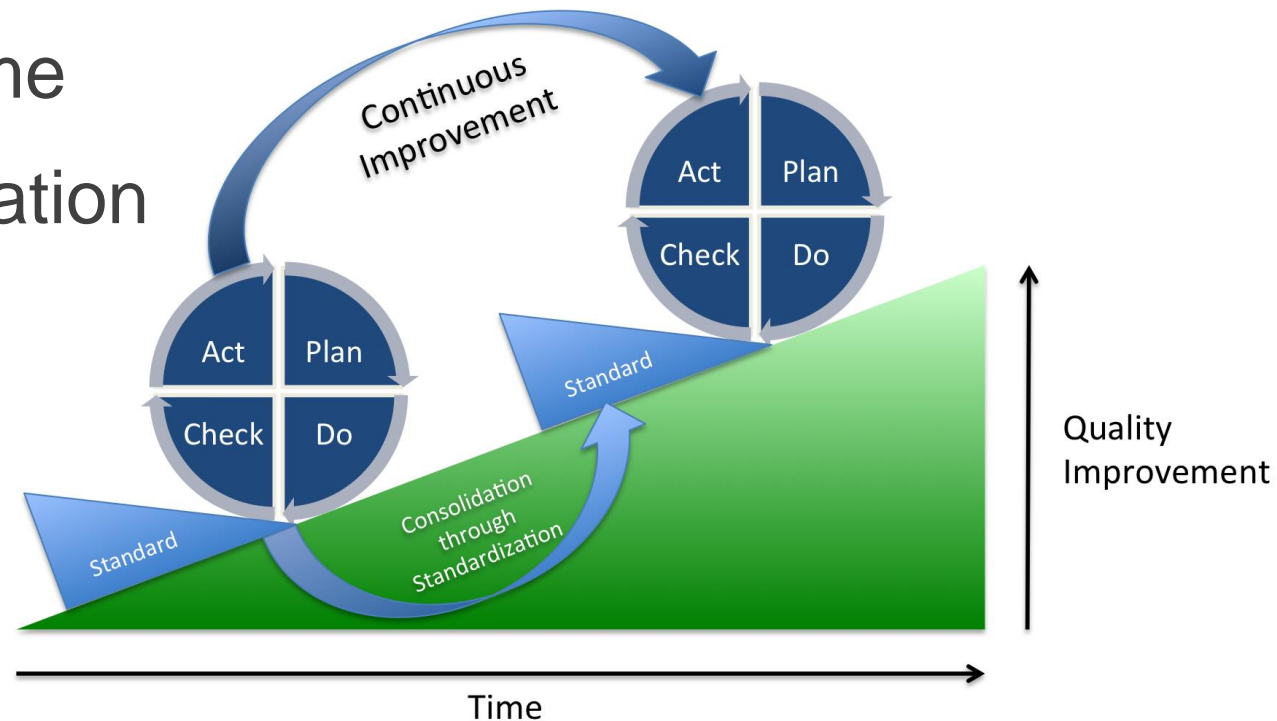 ne
ation
Continuous
Improvement
Act
Plan
Check
Do
Act
Plan
Check
Do
Standard
Standard
Consolidation
through
Standardization
Quality
Improvement
Time